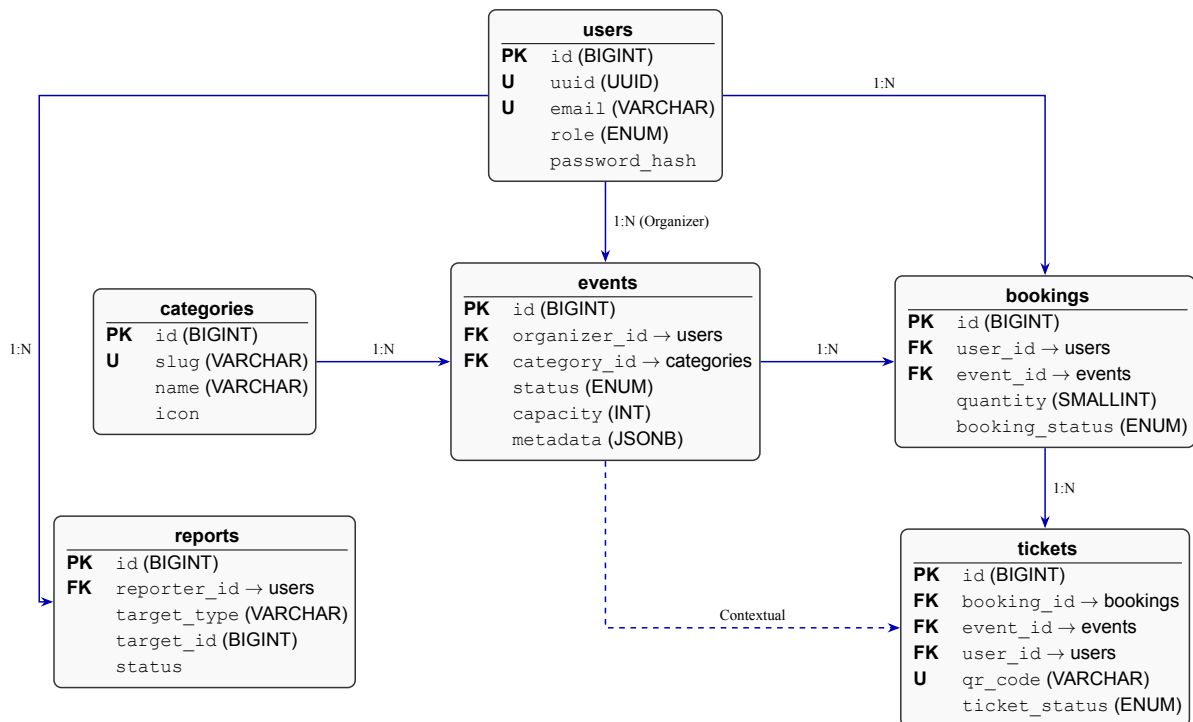 users
PK id (BIGINT)
U uuid (UUID)
U email (VARCHAR)
role (ENUM)
password_hash
1:N
1:N (Organizer)
categories
PK id (BIGINT)
U slug (VARCHAR)
name (VARCHAR)
icon
1:N
1:N
events
PK id (BIGINT)
FK organizer_id → users
FK category_id → categories
status (ENUM)
capacity (INT)
metadata (JSONB)
1:N
bookings
PK id (BIGINT)
FK user_id → users
FK event_id → events
quantity (SMALLINT)
booking_status (ENUM)
1:N
reports
PK id (BIGINT)
FK reporter_id → users
target_type (VARCHAR)
target_id (BIGINT)
status
Contextual
tickets
PK id (BIGINT)
FK booking_id → bookings
FK event_id → events
FK user_id → users
U qr_code (VARCHAR)
ticket_status (ENUM)